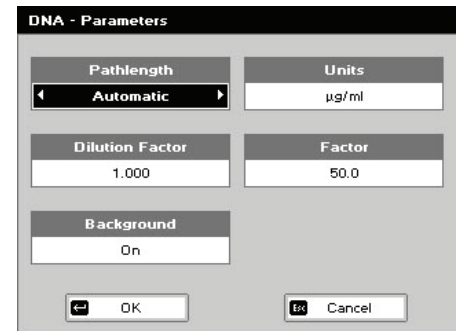 DNA - Parameters
Pathlength
Automatic
Units
µg/ml
Dilution Factor
1.000
Factor
50.0
Background
On
OK
Esc Cancel